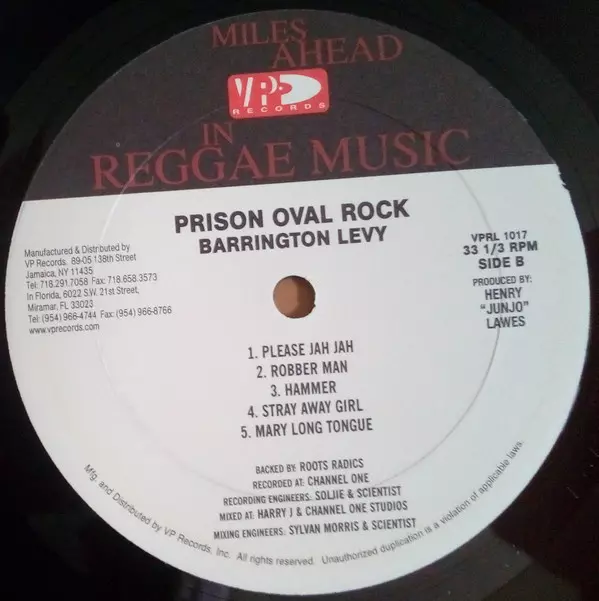 MILES
AHEAD
VP
RECORDS
IN
REGGAE MUSIC
PRISON OVAL ROCK
BARRINGTON LEVY
Manufactured & Distributed by
VP Records. 89-05 138th Street
Jamaica, NY 11435
Tel: 718.291.7058 Fax: 718.658.3573
In Florida, 6022 S.W. 21st Street,
Miramar, FL 33023
Tel: (954) 966-4744 Fax: (954) 966-8766
www.vprecords.com
VPRL 1017
33 1/3 RPM
SIDE B
PRODUCED BY:
HENRY
"JUNJO"
LAWES
1. PLEASE JAH JAH
2. ROBBER MAN
3. HAMMER
4. STRAY AWAY GIRL
5. MARY LONG TONGUE
BACKED BY: ROOTS RADICS
RECORDED AT: CHANNEL ONE
RECORDING ENGINEERS: SOLJIE & SCIENTIST
MIXED AT: HARRY J & CHANNEL ONE STUDIOS
MIXING ENGINEERS: SYLVAN MORRIS & SCIENTIST
Mfg. and Distributed by VP Records, Inc. All rights reserved. Unauthorized duplication is a violation of applicable laws.